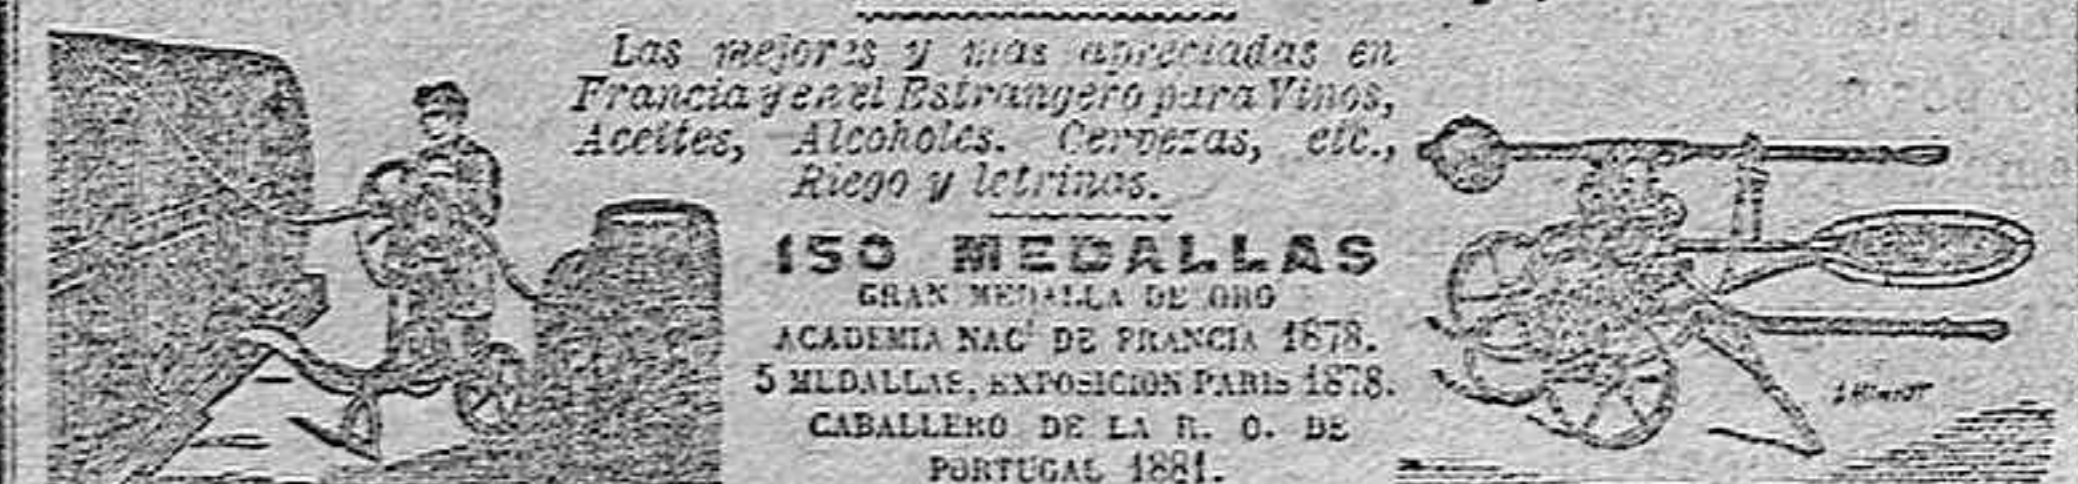 Las mejores y mas apreciadas en
Francia y en el Estrangero para Vinos,
Aceites, Alcoholes. Cervezas, etc.,
Riego y letrinas.
150 MEDALLAS
GRAN MEDALLA DE ORO
ACADEMIA NACˡ DE FRANCIA 1878.
5 MEDALLAS, EXPOSICION PARIS 1878.
CABALLERO DE LA R. O. DE
PORTUGAL 1881.